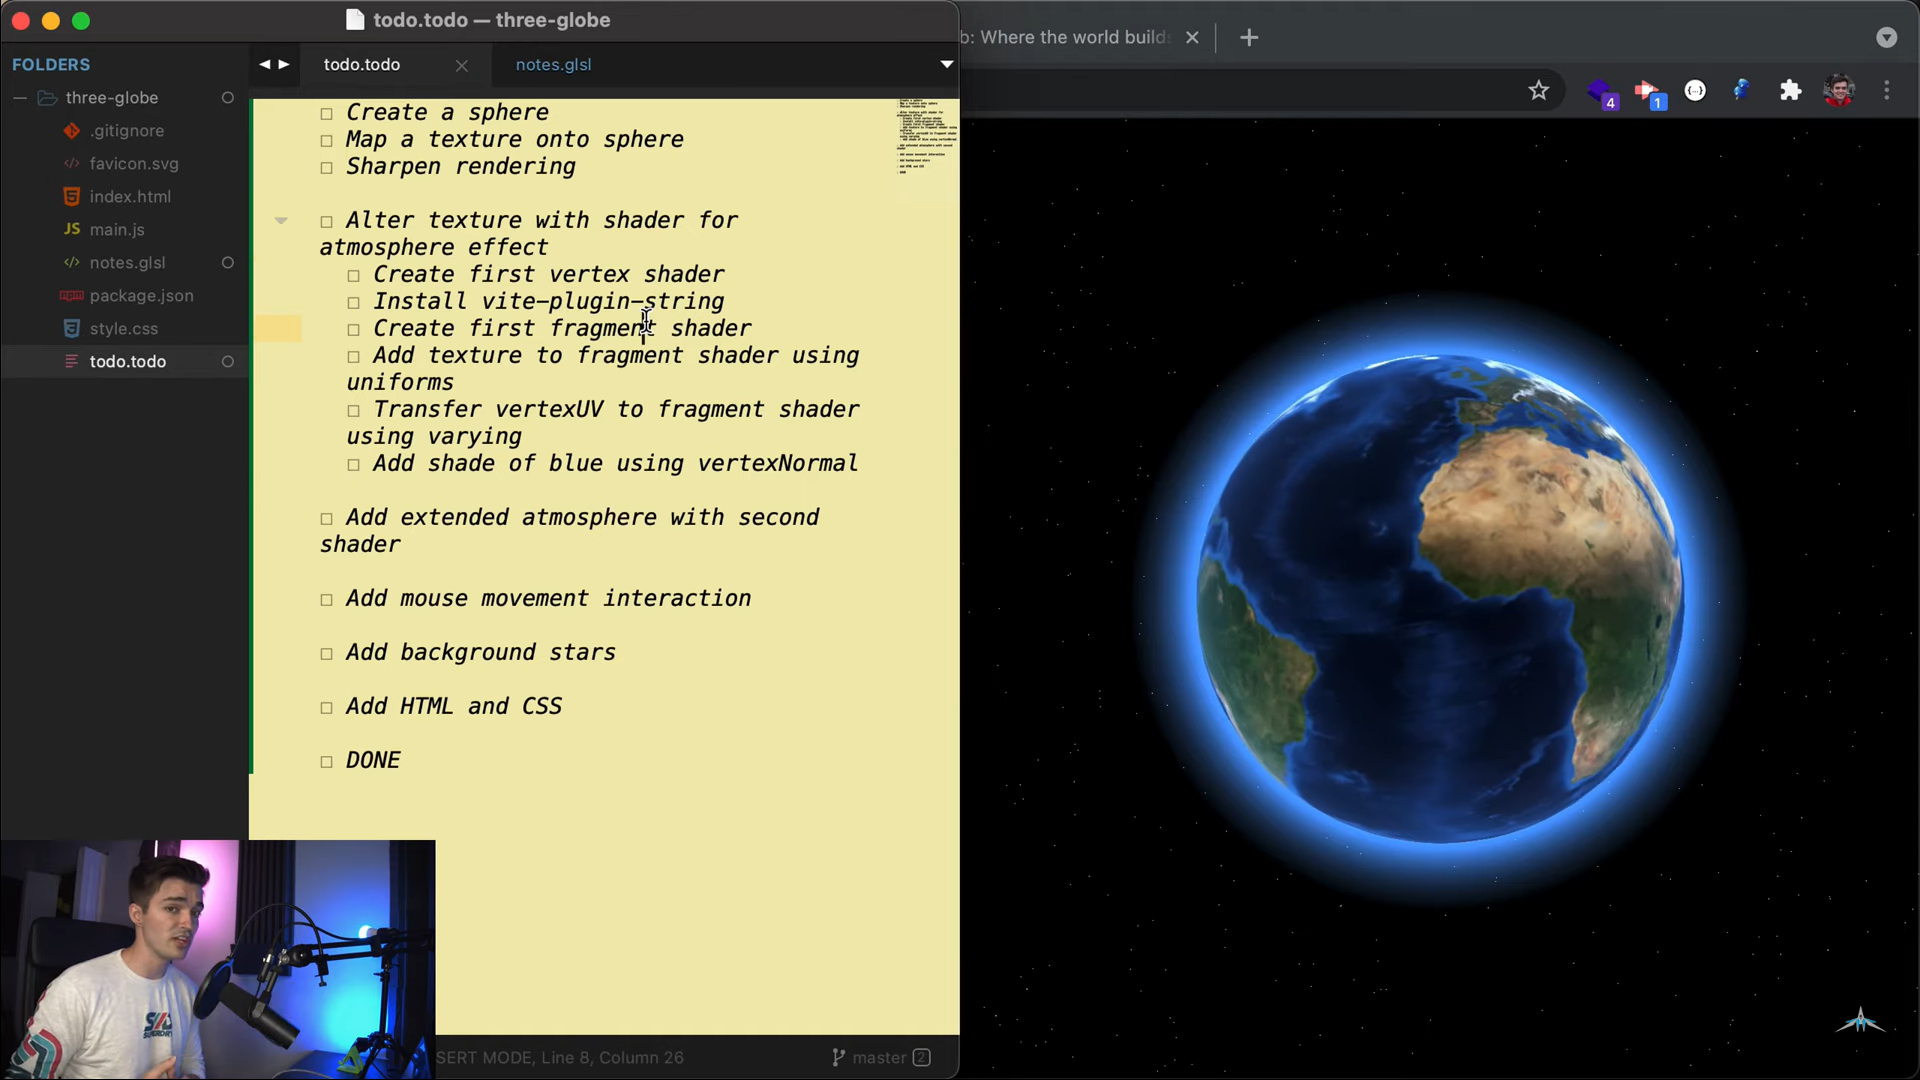 todo.todo — three-globe
b: Where the world builds
FOLDERS
todo.todo
notes.glsl
three-globe
.gitignore
favicon.svg
index.html
JS main.js
notes.glsl
package.json
style.css
todo.todo
Create a sphere
Map a texture onto sphere
Sharpen rendering
Alter texture with shader for
atmosphere effect
Create first vertex shader
Install vite-plugin-string
Create first fragment shader
Add texture to fragment shader using
uniforms
Transfer vertexUV to fragment shader
using varying
Add shade of blue using vertexNormal
Add extended atmosphere with second
shader
Add mouse movement interaction
Add background stars
Add HTML and CSS
DONE
4
1
SERT MODE, Line 8, Column 26
master 2